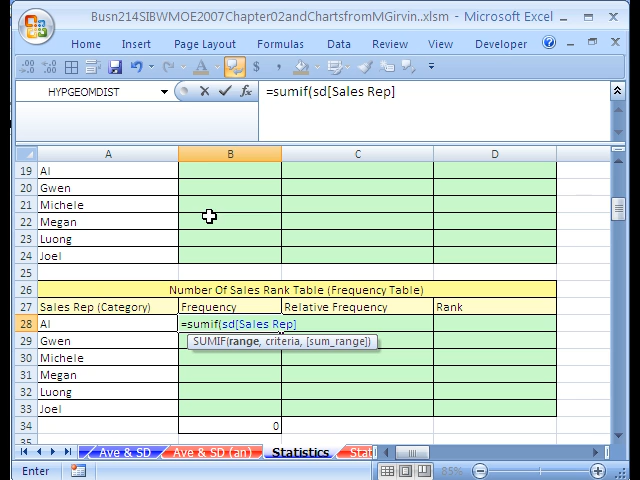 Busn214SIBWMOE2007Chapter02andChartsfromMGirvin...xlsm - Microsoft Excel
Home Insert Page Layout Formulas Data Review View Developer
HYPGEOMDIST =sumif(sd[Sales Rep]
A B C D
19 Al
20 Gwen
21 Michele
22 Megan
23 Luong
24 Joel
25
26 Number Of Sales Rank Table (Frequency Table)
27 Sales Rep (Category) Frequency Relative Frequency Rank
28 Al =sumif(sd[Sales Rep]
SUMIF(range, criteria, [sum_range])
29 Gwen
30 Michele
31 Megan
32 Luong
33 Joel
34 0
Ave & SD Ave & SD (an) Statistics
Enter 85%